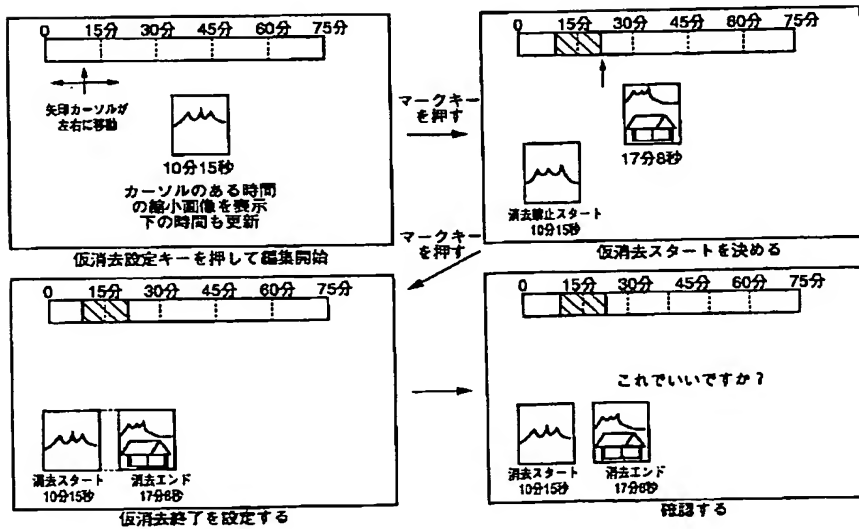 0 15分 30分 45分 60分 75分
矢印カーソルが
左右に移動
10分15秒
カーソルのある時間
の縮小画像を表示
下の時間も更新
仮消去設定キーを押して編集開始
マークキー
を押す
0 15分 30分 45分 60分 75分
17分8秒
消去禁止スタート
10分15秒
仮消去スタートを決める
マークキー
を押す
0 15分 30分 45分 60分 75分
消去スタート
10分15秒
消去エンド
17分8秒
仮消去終了を設定する
0 15分 30分 45分 60分 75分
これでいいですか?
消去スタート
10分15秒
消去エンド
17分8秒
確認する